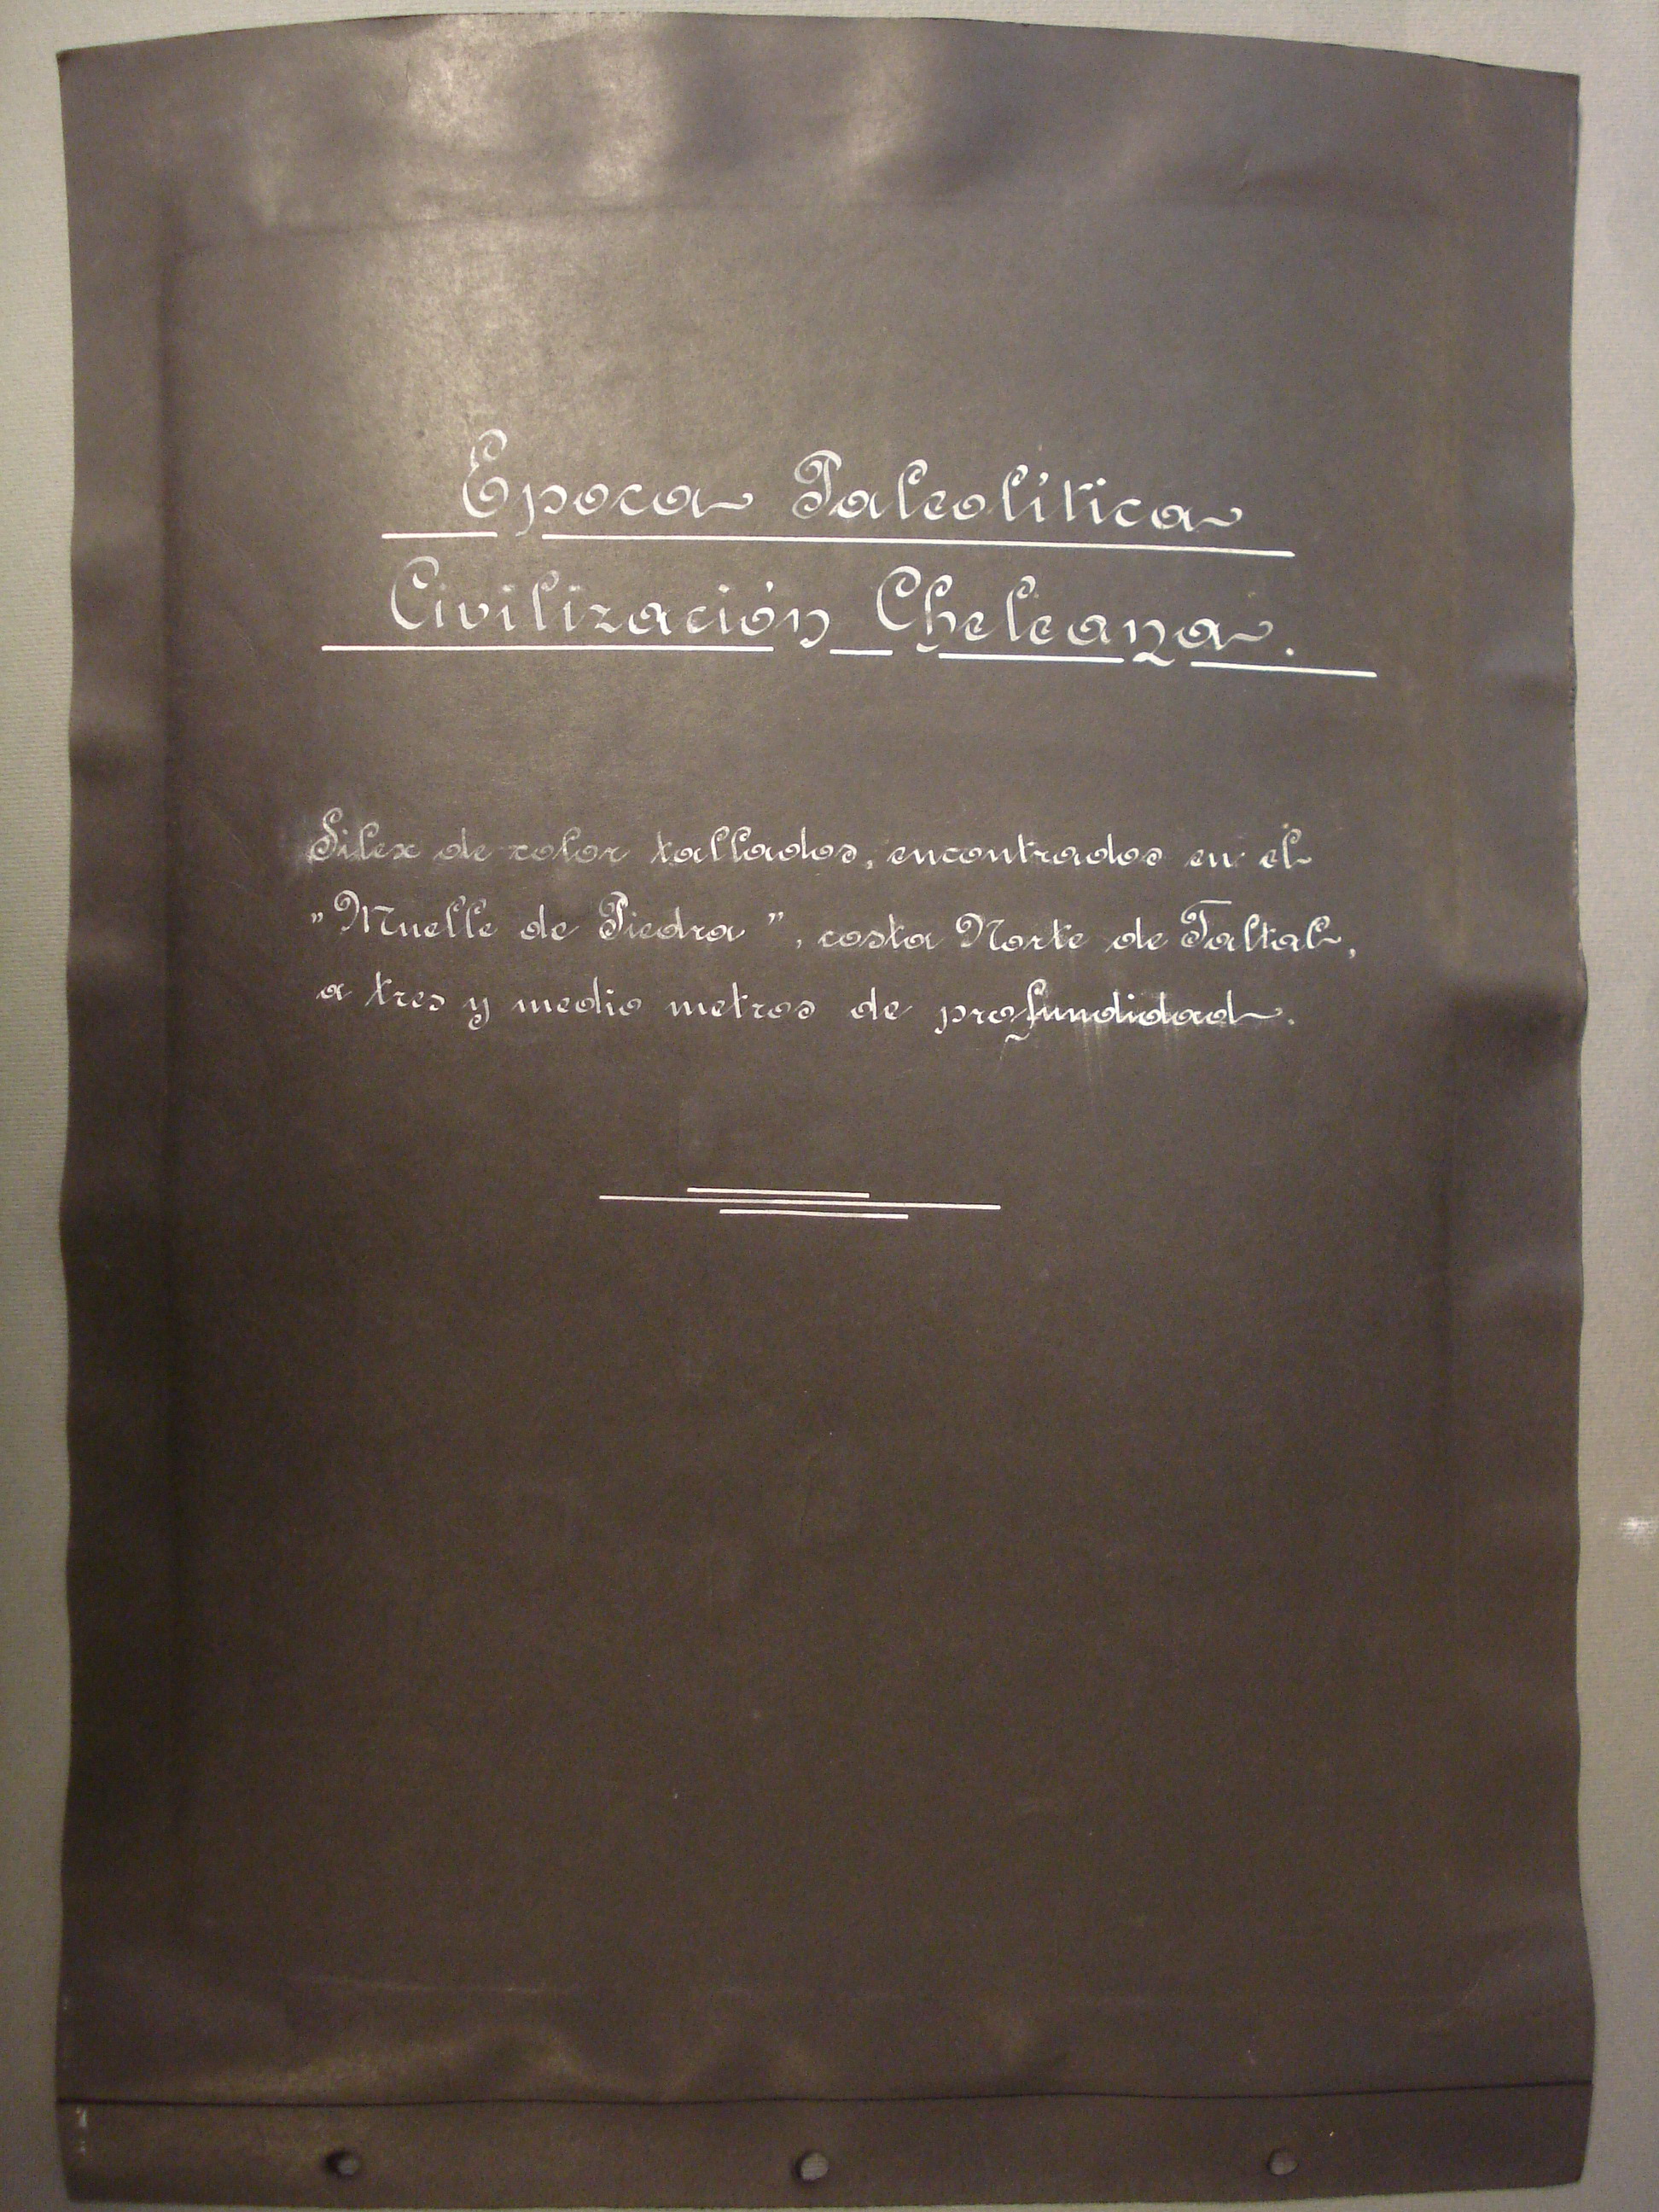 Epoca Paleolítica
Civilización Cheleana.
Silex de color tallados, encontrados en el
"Muelle de Piedra", costa Norte de Taltal,
a tres y medio metros de profundidad.